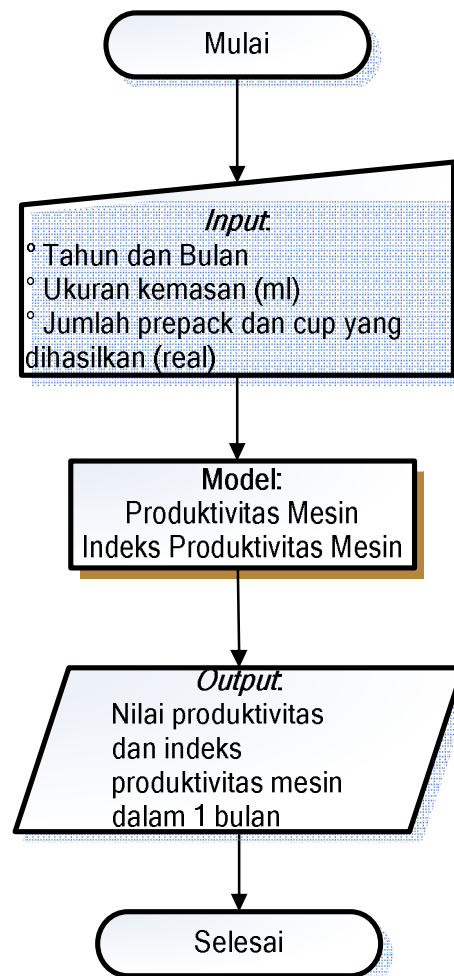 Mulai
Input:
° Tahun dan Bulan
° Ukuran kemasan (ml)
° Jumlah prepack dan cup yang
dihasilkan (real)
Model:
Produktivitas Mesin
Indeks Produktivitas Mesin
Output:
Nilai produktivitas
dan indeks
produktivitas mesin
dalam 1 bulan
Selesai